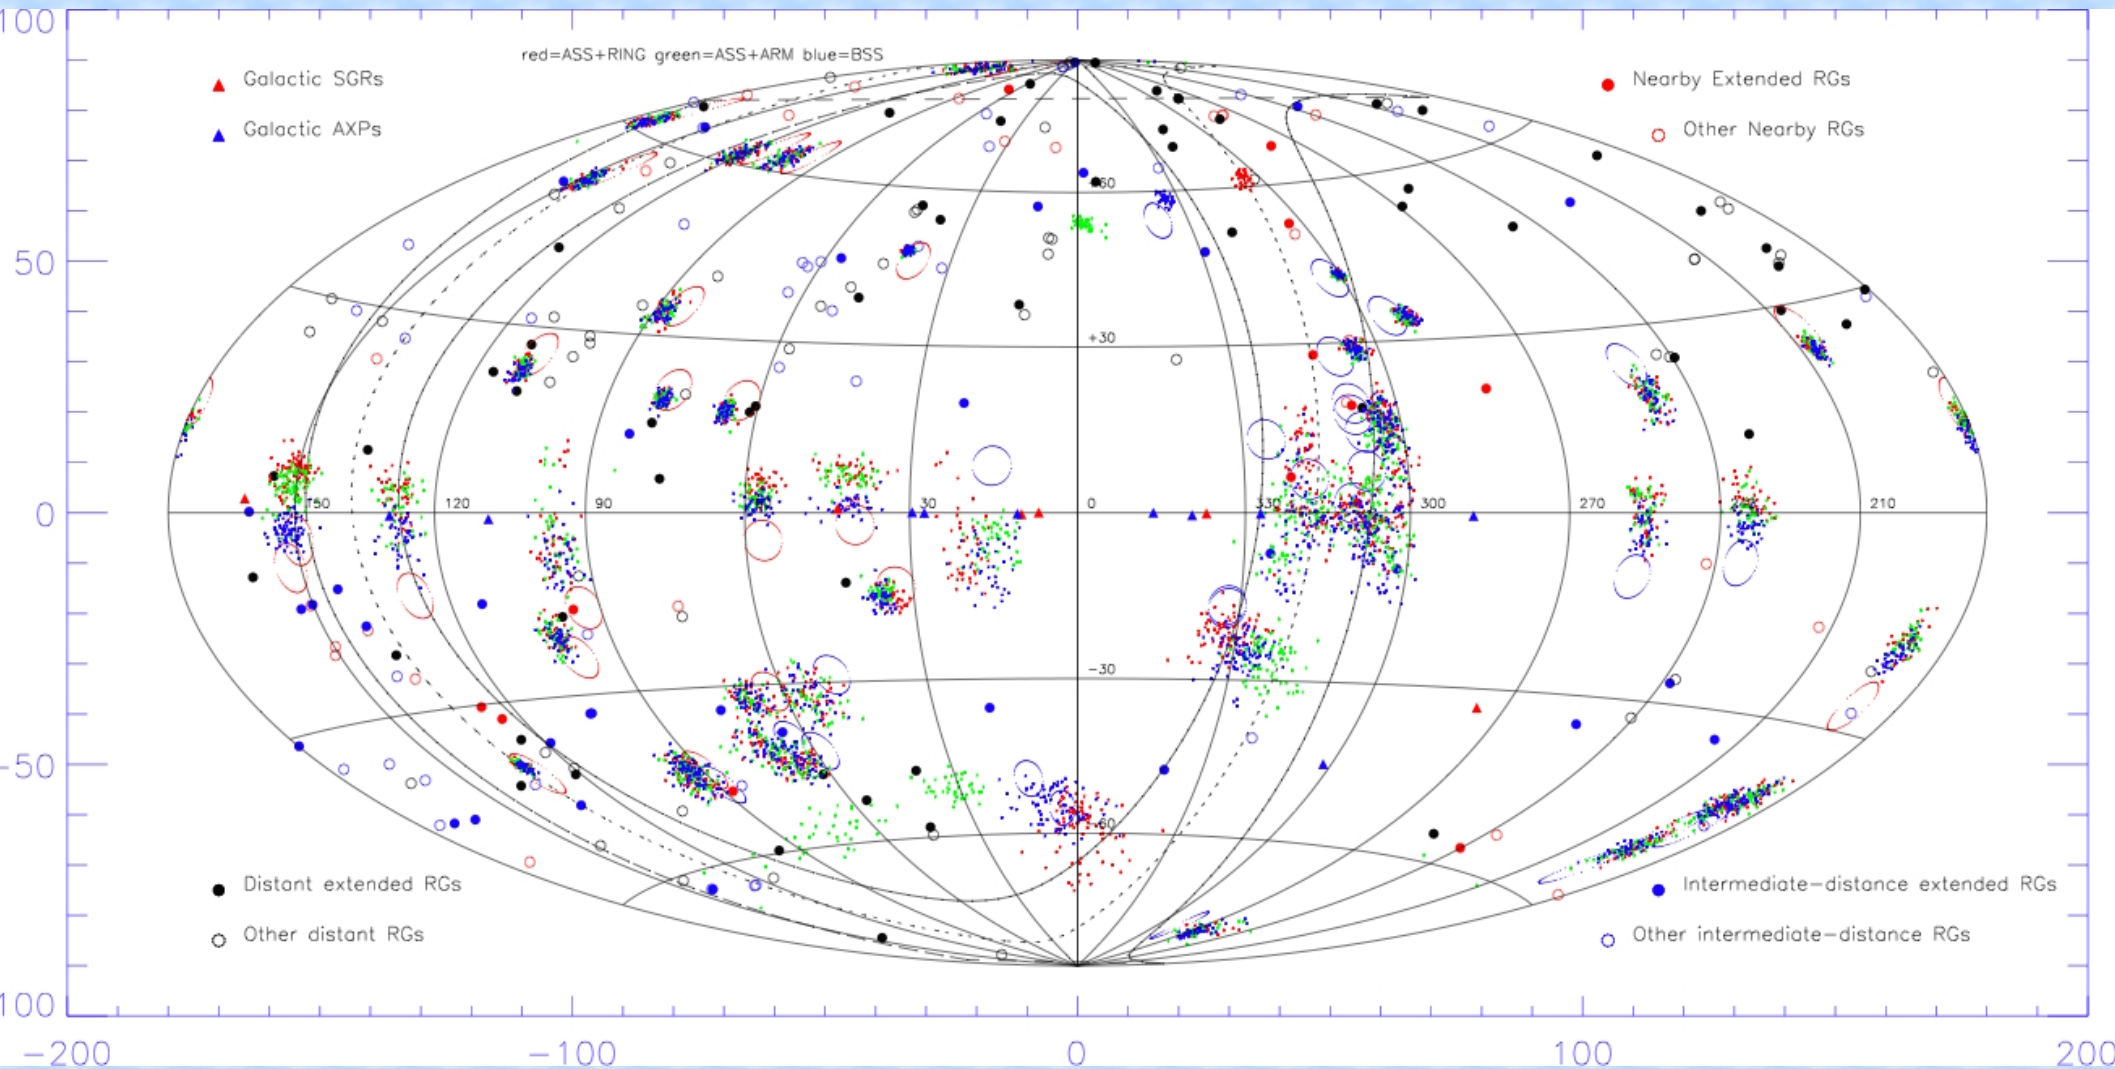 100
red=ASS+RING green=ASS+ARM blue=BSS
Galactic SGRs
Nearby Extended RGs
Galactic AXPs
Other Nearby RGs
+60
50
+30
0
150
120
90
30
0
330
300
270
210
-30
-50
-60
Distant extended RGs
Intermediate-distance extended RGs
Other distant RGs
Other intermediate-distance RGs
100
-200
-100
0
100
200